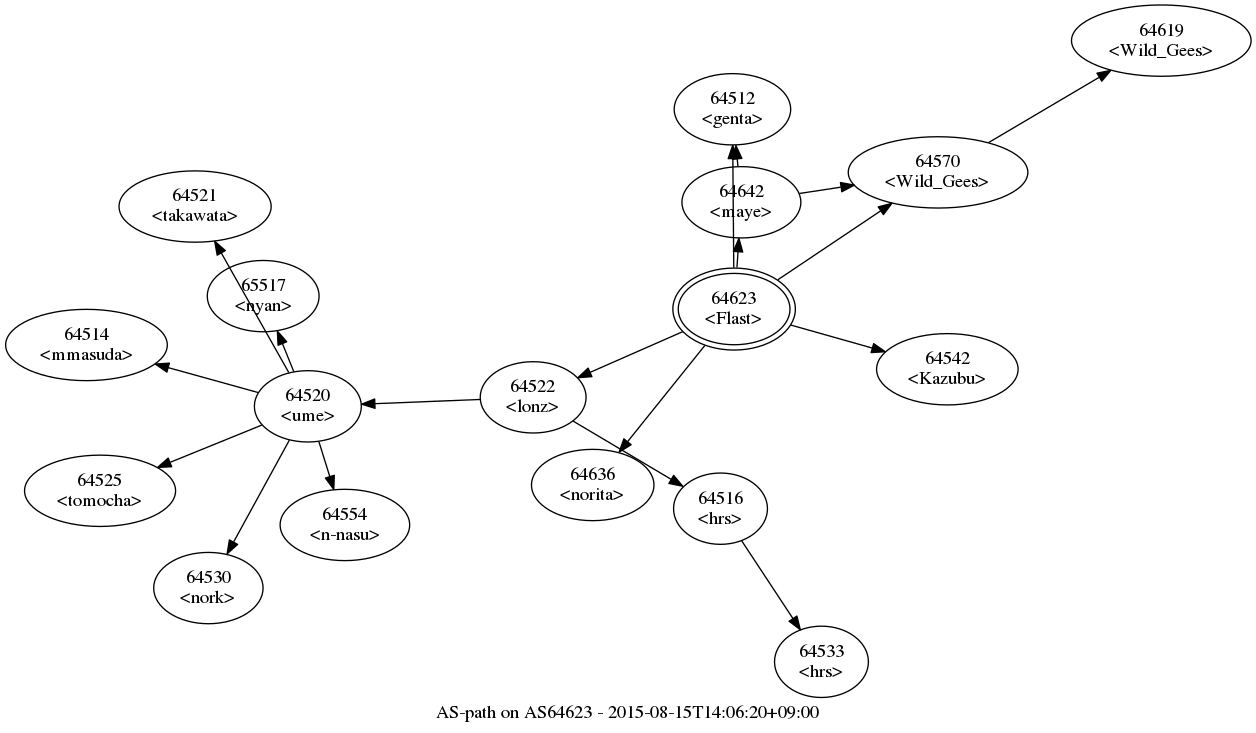 64619
<Wild_Gees>
64512
<genta>
64570
<Wild_Gees>
64642
<maye>
64521
<takawata>
65517
<nyan>
64623
<Flast>
64514
<mmasuda>
64542
<Kazubu>
64520
<ume>
64522
<lonz>
64525
<tomocha>
64636
<norita>
64516
<hrs>
64554
<n-nasu>
64530
<nork>
64533
<hrs>
AS-path on AS64623 - 2015-08-15T14:06:20+09:00